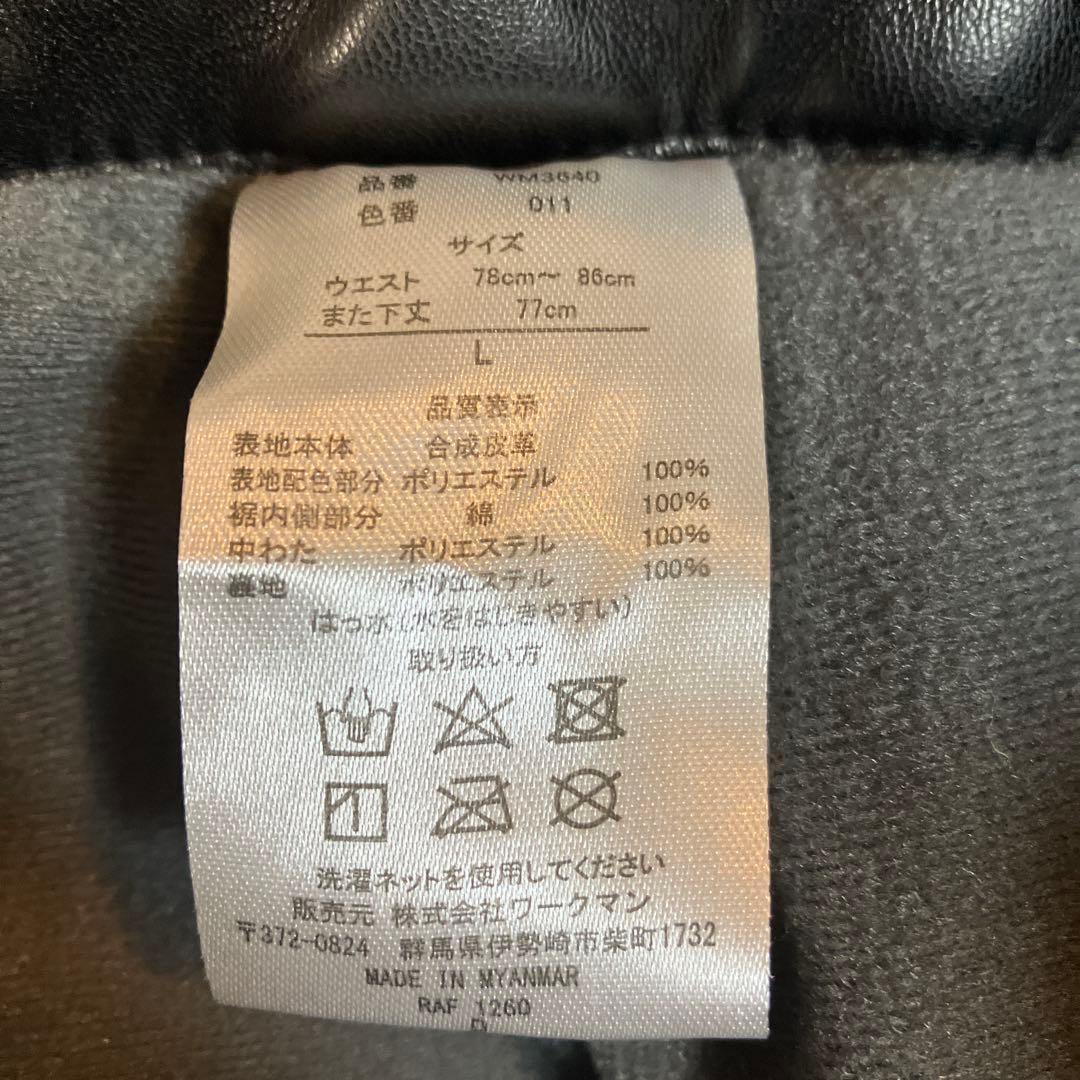 品番 WM3640
色番 011
サイズ
ウエスト 78cm～ 86cm
また下丈 77cm
L
品質表示
表地本体 合成皮革
表地配色部分 ポリエステル 100%
裾内側部分 綿 100%
中わた ポリエステル 100%
裏地 ポリエステル 100%
はっ水(水をはじきやすい)
取り扱い方
洗濯ネットを使用してください
販売元 株式会社ワークマン
〒372-0824 群馬県伊勢崎市柴町1732
MADE IN MYANMAR
RAF 1260